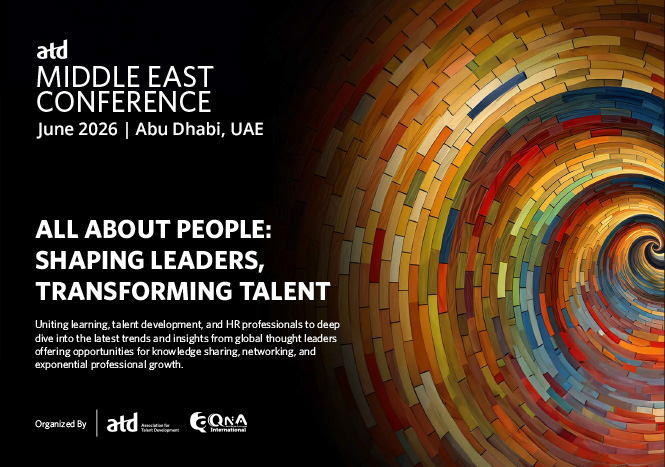 atd
MIDDLE EAST
CONFERENCE
June 2026 | Abu Dhabi, UAE
ALL ABOUT PEOPLE:
SHAPING LEADERS,
TRANSFORMING TALENT
Uniting learning, talent development, and HR professionals to deep
dive into the latest trends and insights from global thought leaders
offering opportunities for knowledge sharing, networking, and
exponential professional growth.
Organized By
atd
Association for
Talent Development
QNA
International